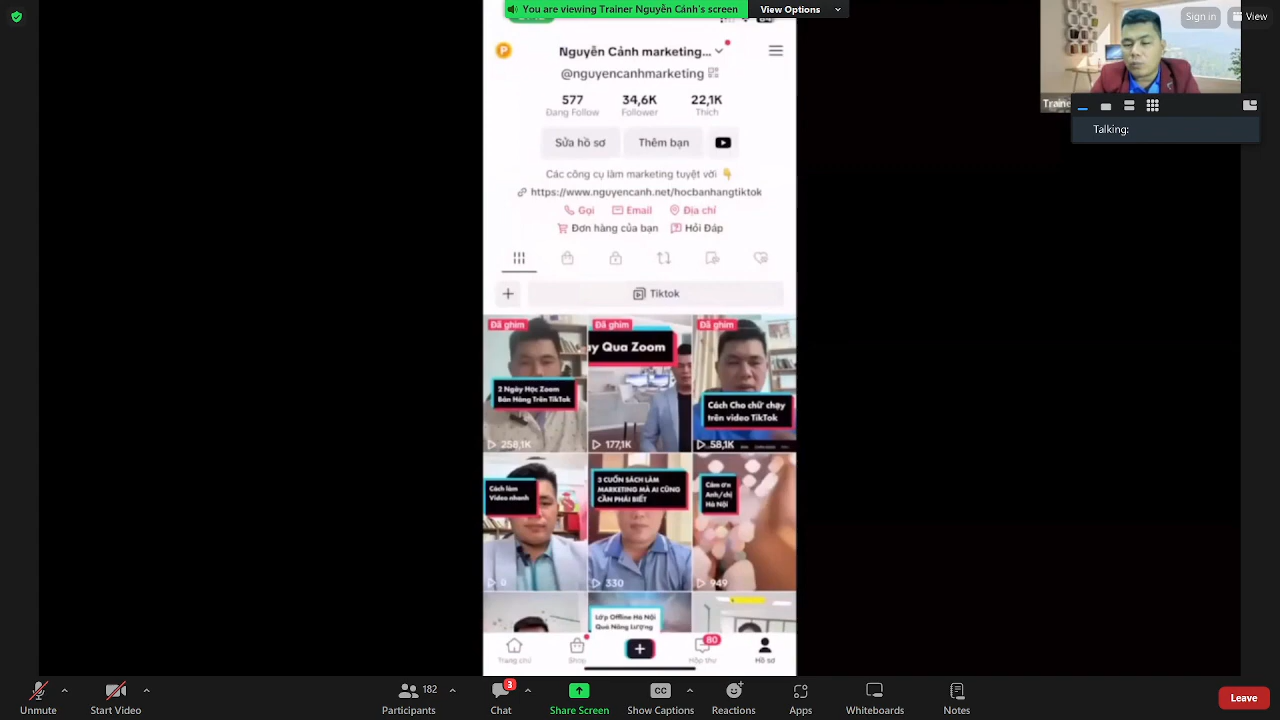 You are viewing Trainer Nguyễn Cảnh's screen
View Options
Sign in
View
P
Nguyễn Cảnh marketing...
@nguyencanhmarketing
577
34,6K
22,1K
Đang Follow
Follower
Thích
Sửa hồ sơ
Thêm bạn
Các công cụ làm marketing tuyệt vời
https://www.nguyencanh.net/hocbanhangtiktok
Gọi
Email
Địa chỉ
Đơn hàng của bạn
Hỏi Đáp
Tiktok
Talking:
Đã ghim
Đã ghim
Đã ghim
ay Qua Zoom
2 Ngày Học Zoom
Bán Hàng Trên TikTok
Cách Cho chữ chạy
trên video TikTok
258,1K
177,1K
58,1K
Cách làm
Video nhanh
3 CUỐN SÁCH LÀM
MARKETING MÀ AI CŨNG
CẦN PHẢI BIẾT
Cảm ơn
Anh/chị
Hà Nội
0
330
949
Lớp Offline Hà Nội
Quá Năng Lượng
Trang chủ
Shop
80
Hộp thư
Hồ sơ
Unmute
Start Video
182
Participants
3
Chat
Share Screen
CC
Captions
Reactions
Apps
Whiteboards
Notes
Leave